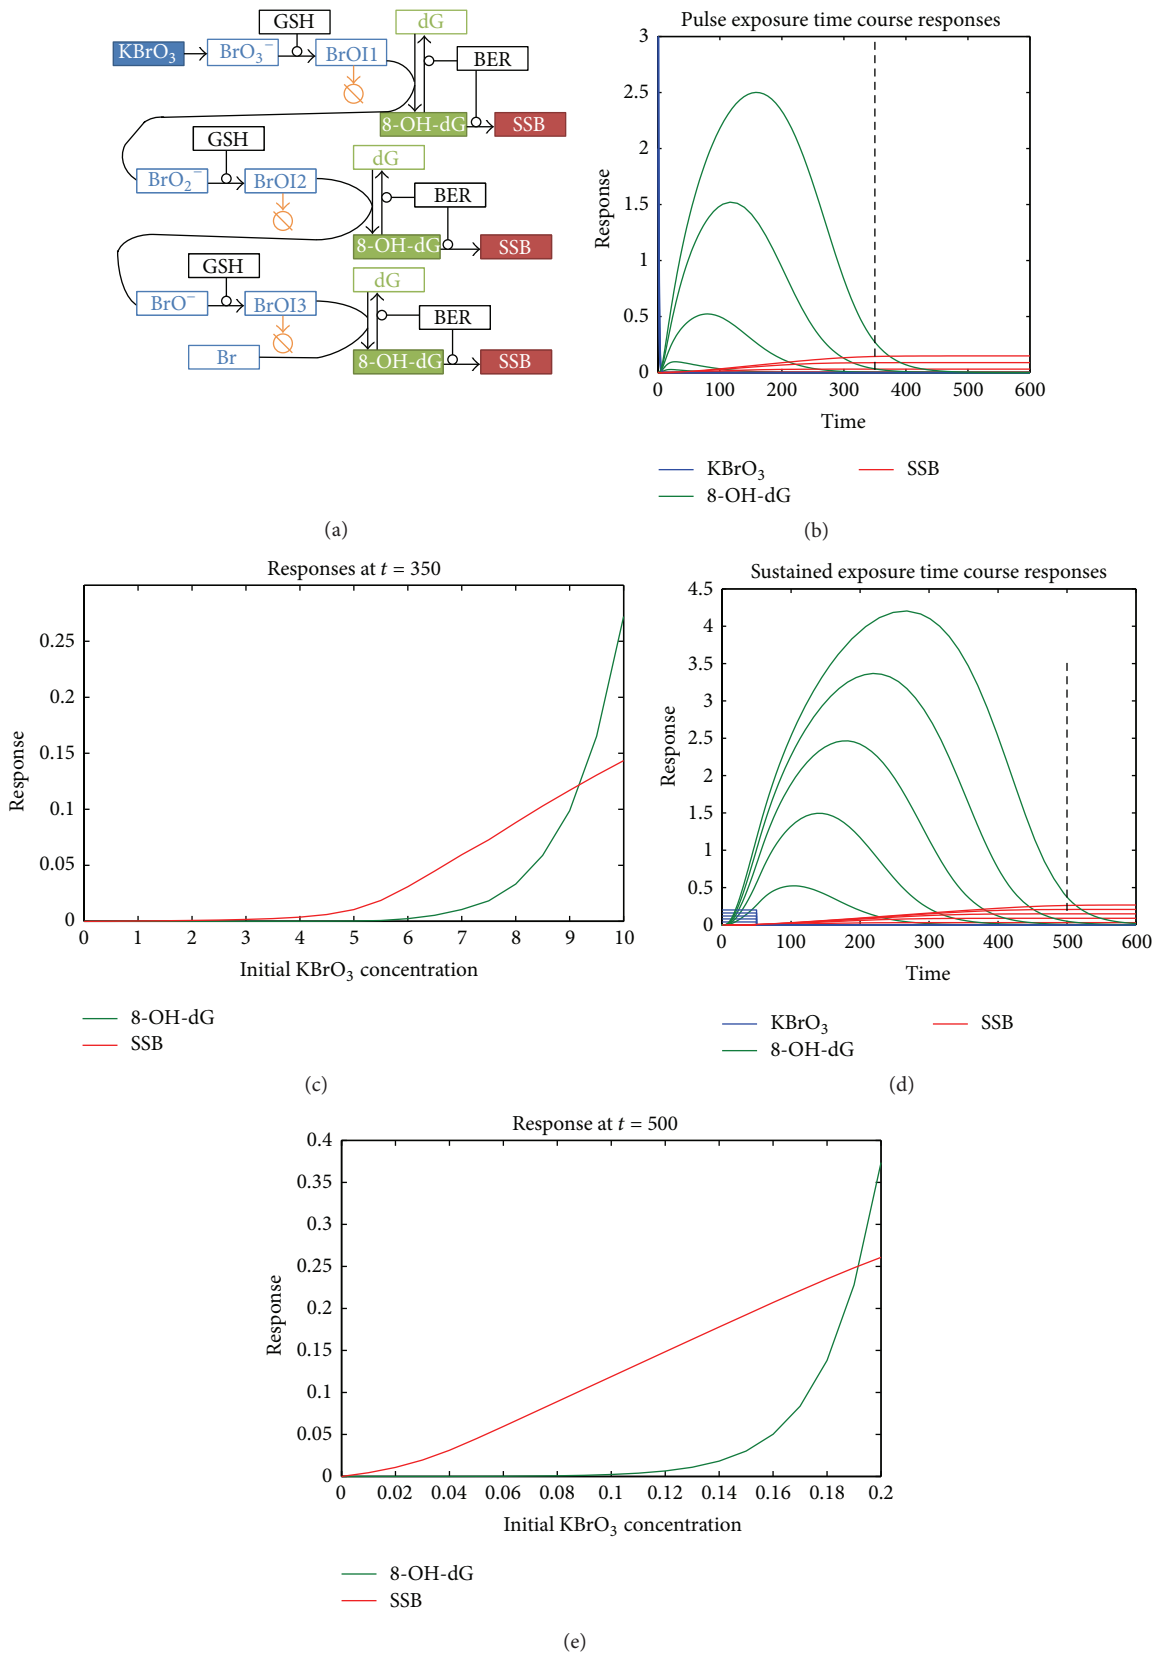 GSH
dG
KBrO₃
BrO₃⁻
BrOI1
BER
8-OH-dG
SSB
GSH
dG
BrO₂⁻
BrOI2
BER
8-OH-dG
SSB
GSH
dG
BrO⁻
BrOI3
BER
Br
8-OH-dG
SSB
(a)
Pulse exposure time course responses
3
2.5
2
1.5
1
0.5
0
Response
0 100 200 300 400 500 600
Time
KBrO₃
SSB
8-OH-dG
(b)
Responses at t = 350
0.25
0.2
0.15
0.1
0.05
0
Response
0 1 2 3 4 5 6 7 8 9 10
Initial KBrO₃ concentration
8-OH-dG
SSB
(c)
Sustained exposure time course responses
4.5
4
3.5
3
2.5
2
1.5
1
0.5
0
Response
0 100 200 300 400 500 600
Time
KBrO₃
SSB
8-OH-dG
(d)
Response at t = 500
0.4
0.35
0.3
0.25
0.2
0.15
0.1
0.05
0
Response
0 0.02 0.04 0.06 0.08 0.1 0.12 0.14 0.16 0.18 0.2
Initial KBrO₃ concentration
8-OH-dG
SSB
(e)